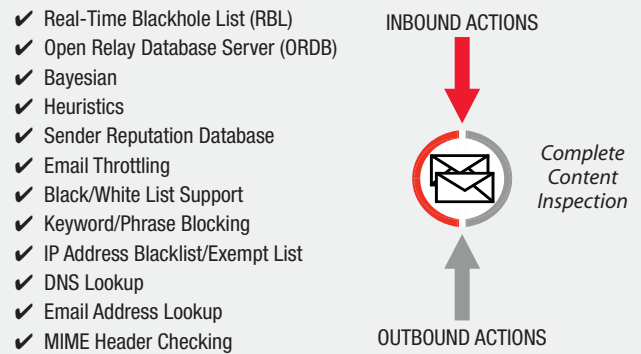 ✔ Real-Time Blackhole List (RBL)
✔ Open Relay Database Server (ORDB)
✔ Bayesian
✔ Heuristics
✔ Sender Reputation Database
✔ Email Throttling
✔ Black/White List Support
✔ Keyword/Phrase Blocking
✔ IP Address Blacklist/Exempt List
✔ DNS Lookup
✔ Email Address Lookup
✔ MIME Header Checking
INBOUND ACTIONS
Complete
Content
Inspection
OUTBOUND ACTIONS